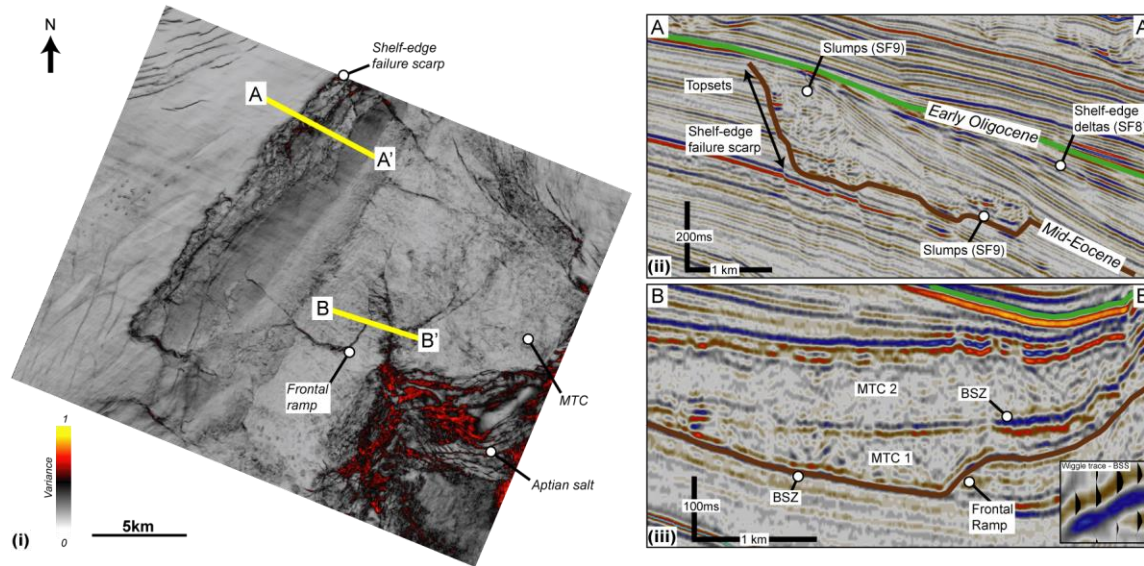 N
Shelf-edge
failure scarp
A
A'
B
B'
Frontal
ramp
MTC
Aptian salt
1
Variance
0
5km
(i)
A
A'
Slumps (SF9)
Topsets
Shelf-edge
failure scarp
Early Oligocene
Shelf-edge
deltas (SF8)
Slumps (SF9)
Mid-Eocene
200ms
1 km
(ii)
B
MTC 2
BSZ
MTC 1
BSZ
Frontal
Ramp
Wiggle trace - BSS
100ms
1 km
(iii)